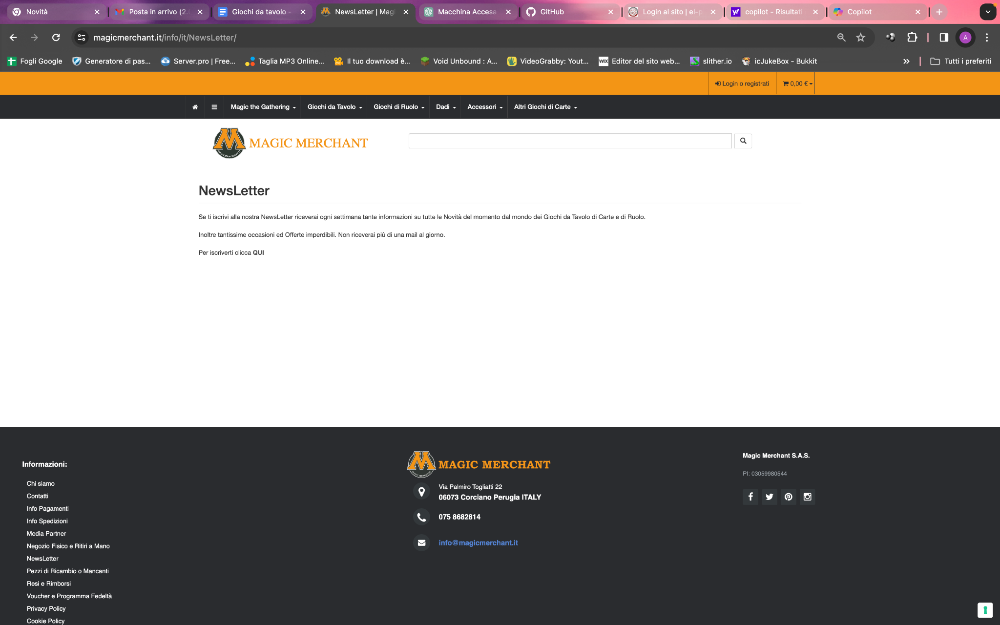 Novità
Posta in arrivo (2.
Giochi da tavolo -
NewsLetter | Magi
Macchina Accesa
GitHub
Login al sito | el-p
copilot - Risultati
Copilot
magicmerchant.it/info/it/NewsLetter/
A
Fogli Google
Generatore di pas...
Server.pro | Free...
Taglia MP3 Online...
Il tuo download è...
Void Unbound : A...
VideoGrabby: Yout...
WIX
Editor del sito web...
slither.io
icJukeBox - Bukkit
Tutti i preferiti
Login o registrati
0,00 €
Magic the Gathering
Giochi da Tavolo
Giochi di Ruolo
Dadi
Accessori
Altri Giochi di Carte
MAGIC MERCHANT
NewsLetter
Se ti iscrivi alla nostra NewsLetter riceverai ogni settimana tante informazioni su tutte le Novità del momento dal mondo dei Giochi da Tavolo di Carte e di Ruolo.
Inoltre tantissime occasioni ed Offerte imperdibili. Non riceverai più di una mail al giorno.
Per iscriverti clicca QUI
Informazioni:
Chi siamo
Contatti
Info Pagamenti
Info Spedizioni
Media Partner
Negozio Fisico e Ritiri a Mano
NewsLetter
Pezzi di Ricambio o Mancanti
Resi e Rimborsi
Voucher e Programma Fedeltà
Privacy Policy
Cookie Policy
MAGIC MERCHANT
Via Palmiro Togliatti 22
06073 Corciano Perugia ITALY
075 8682814
info@magicmerchant.it
Magic Merchant S.A.S.
PI: 03059980544